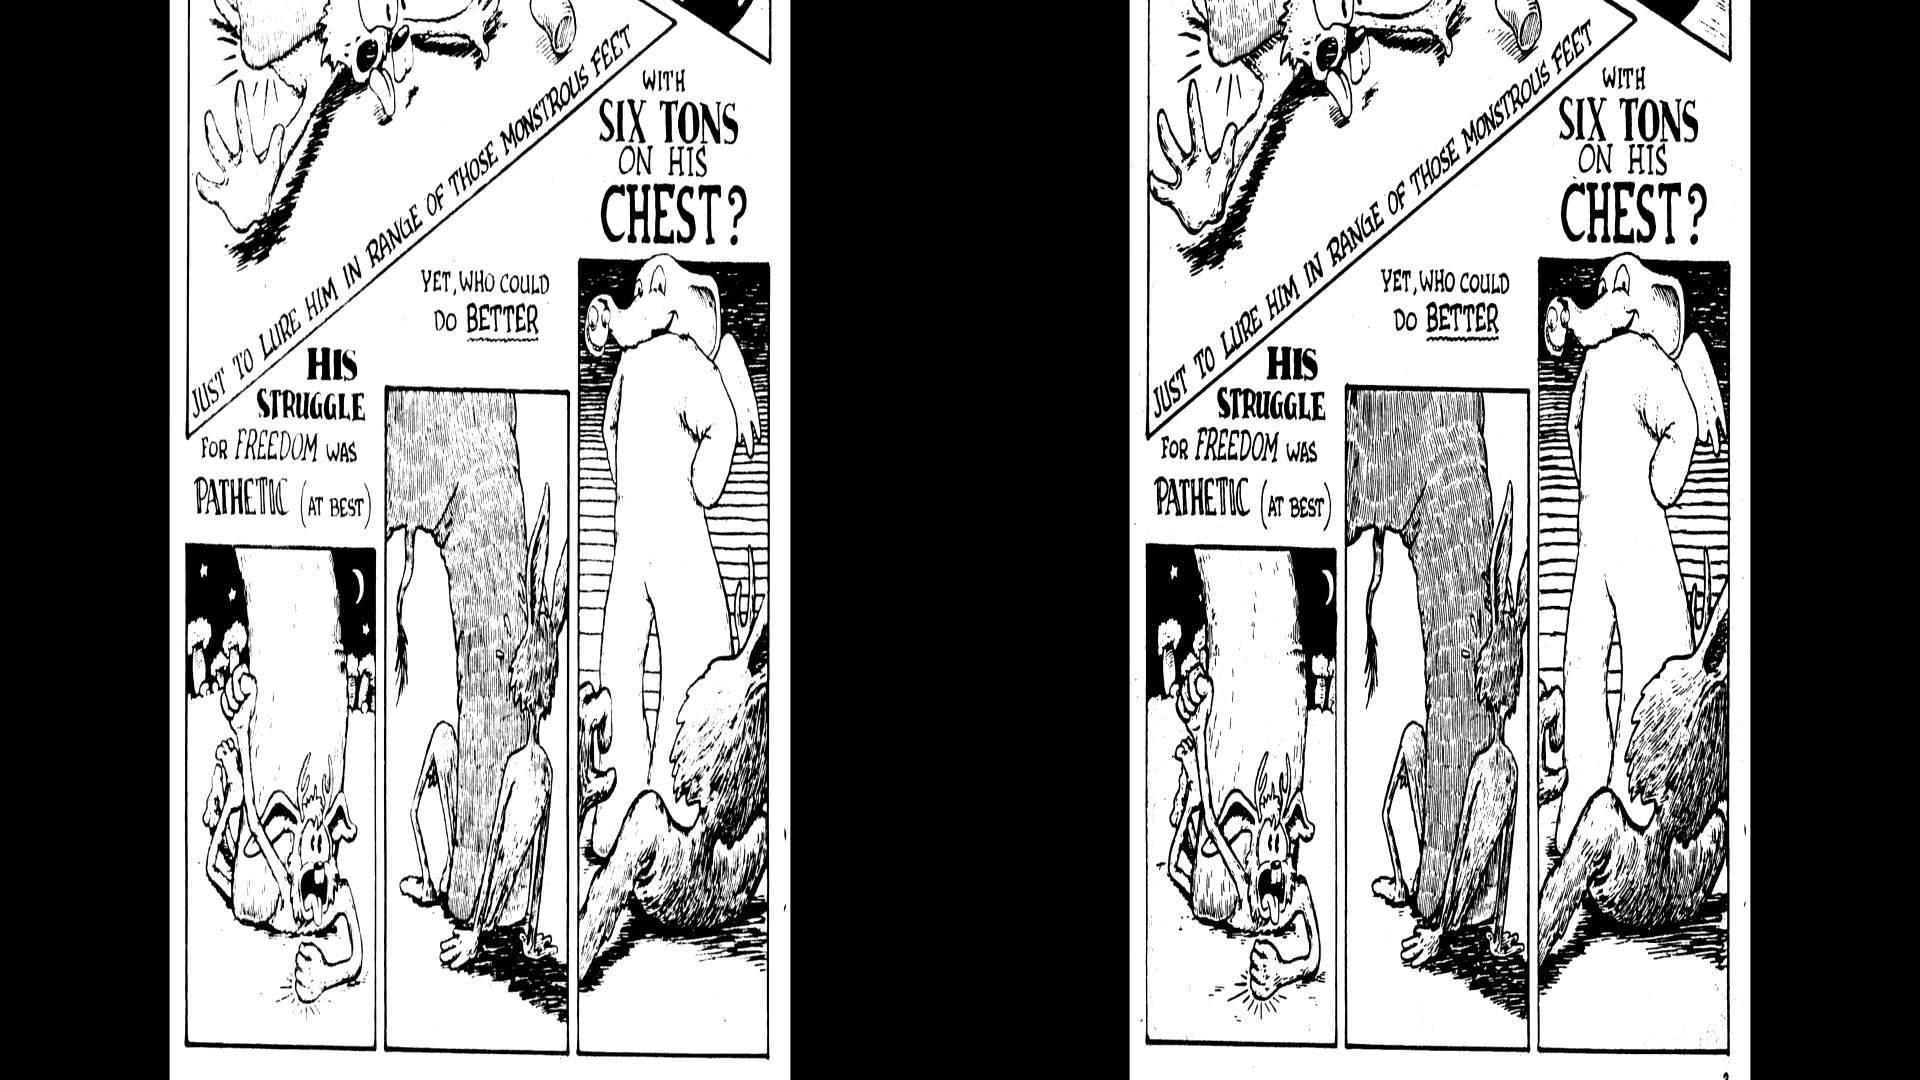 JUST TO LURE HIM IN RANGE OF THOSE MONSTROUS FEET
HIS
STRUGGLE
FOR FREEDOM WAS
PATHETIC (AT BEST)
YET, WHO COULD
DO BETTER
WITH
SIX TONS
ON HIS
CHEST?
JUST TO LURE HIM IN RANGE OF THOSE MONSTROUS FEET
HIS
STRUGGLE
FOR FREEDOM WAS
PATHETIC (AT BEST)
YET, WHO COULD
DO BETTER
WITH
SIX TONS
ON HIS
CHEST?